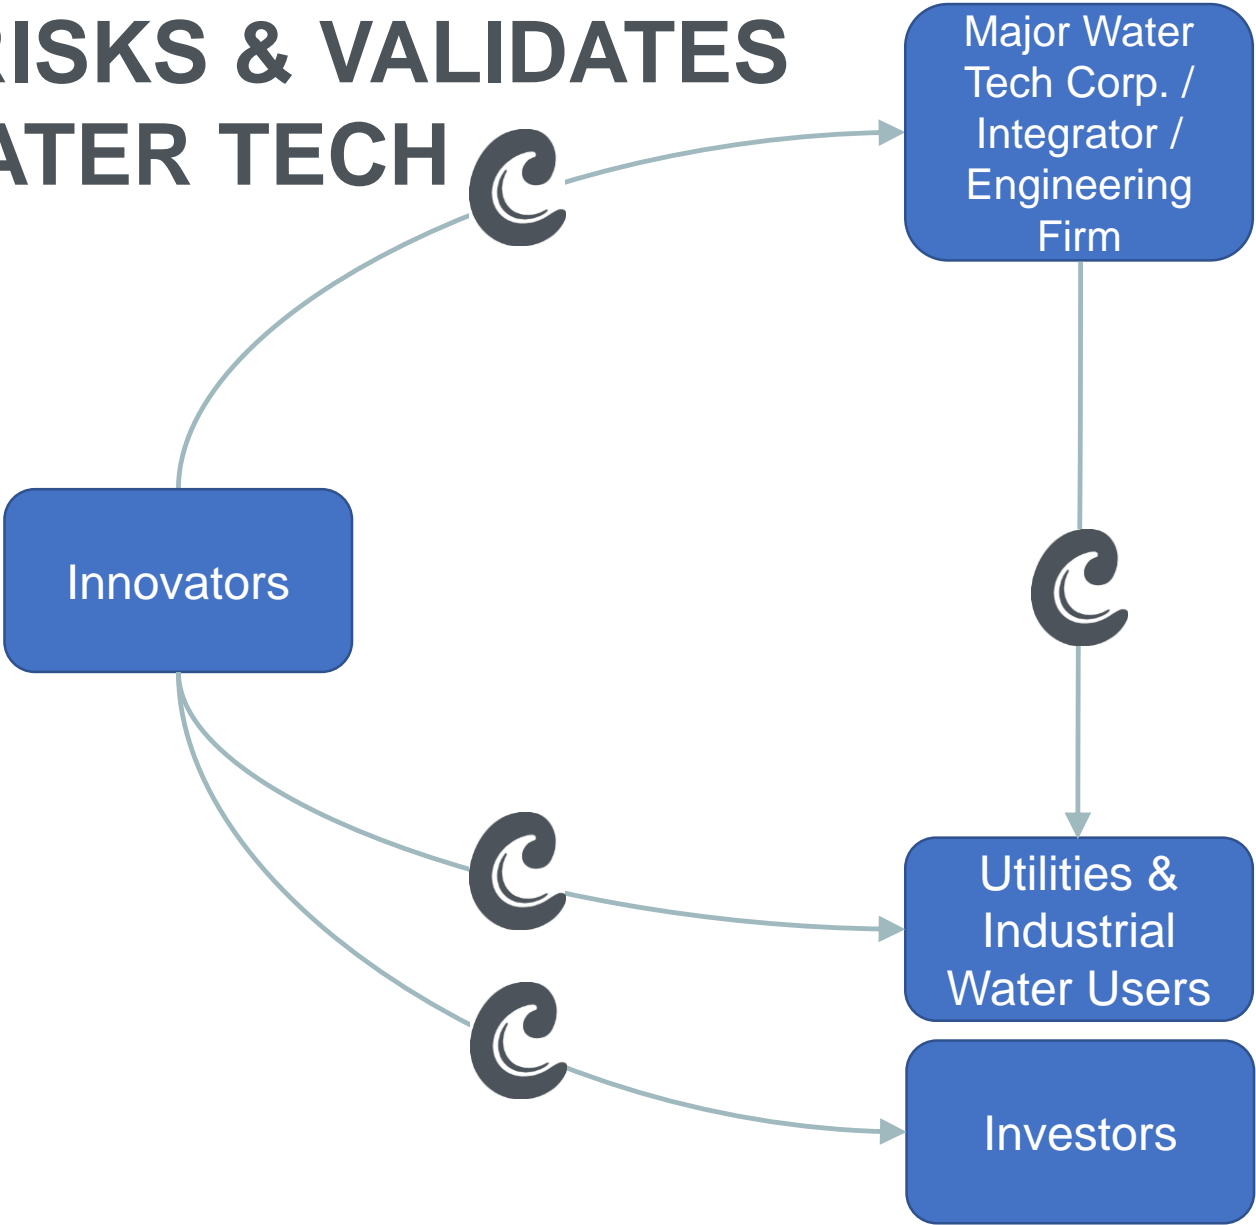 RISKS & VALIDATES
ATER TECH
Major Water
Tech Corp. /
Integrator /
Engineering
Firm
Innovators
Utilities &
Industrial
Water Users
Investors